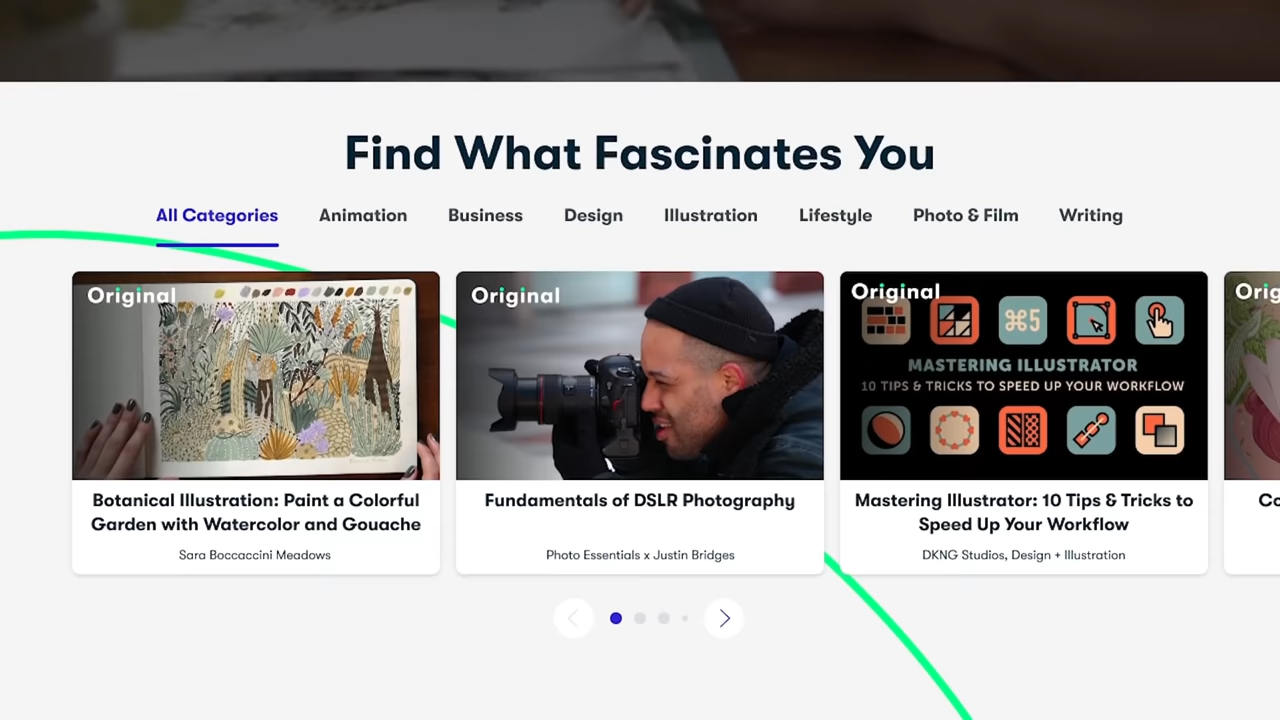 Find What Fascinates You
All Categories Animation Business Design Illustration Lifestyle Photo & Film Writing
Original
Botanical Illustration: Paint a Colorful
Garden with Watercolor and Gouache
Sara Boccaccini Meadows
Original
Fundamentals of DSLR Photography
Photo Essentials x Justin Bridges
Original
⌘5
MASTERING ILLUSTRATOR
10 TIPS & TRICKS TO SPEED UP YOUR WORKFLOW
Mastering Illustrator: 10 Tips & Tricks to
Speed Up Your Workflow
DKNG Studios, Design + Illustration
Orig
Co